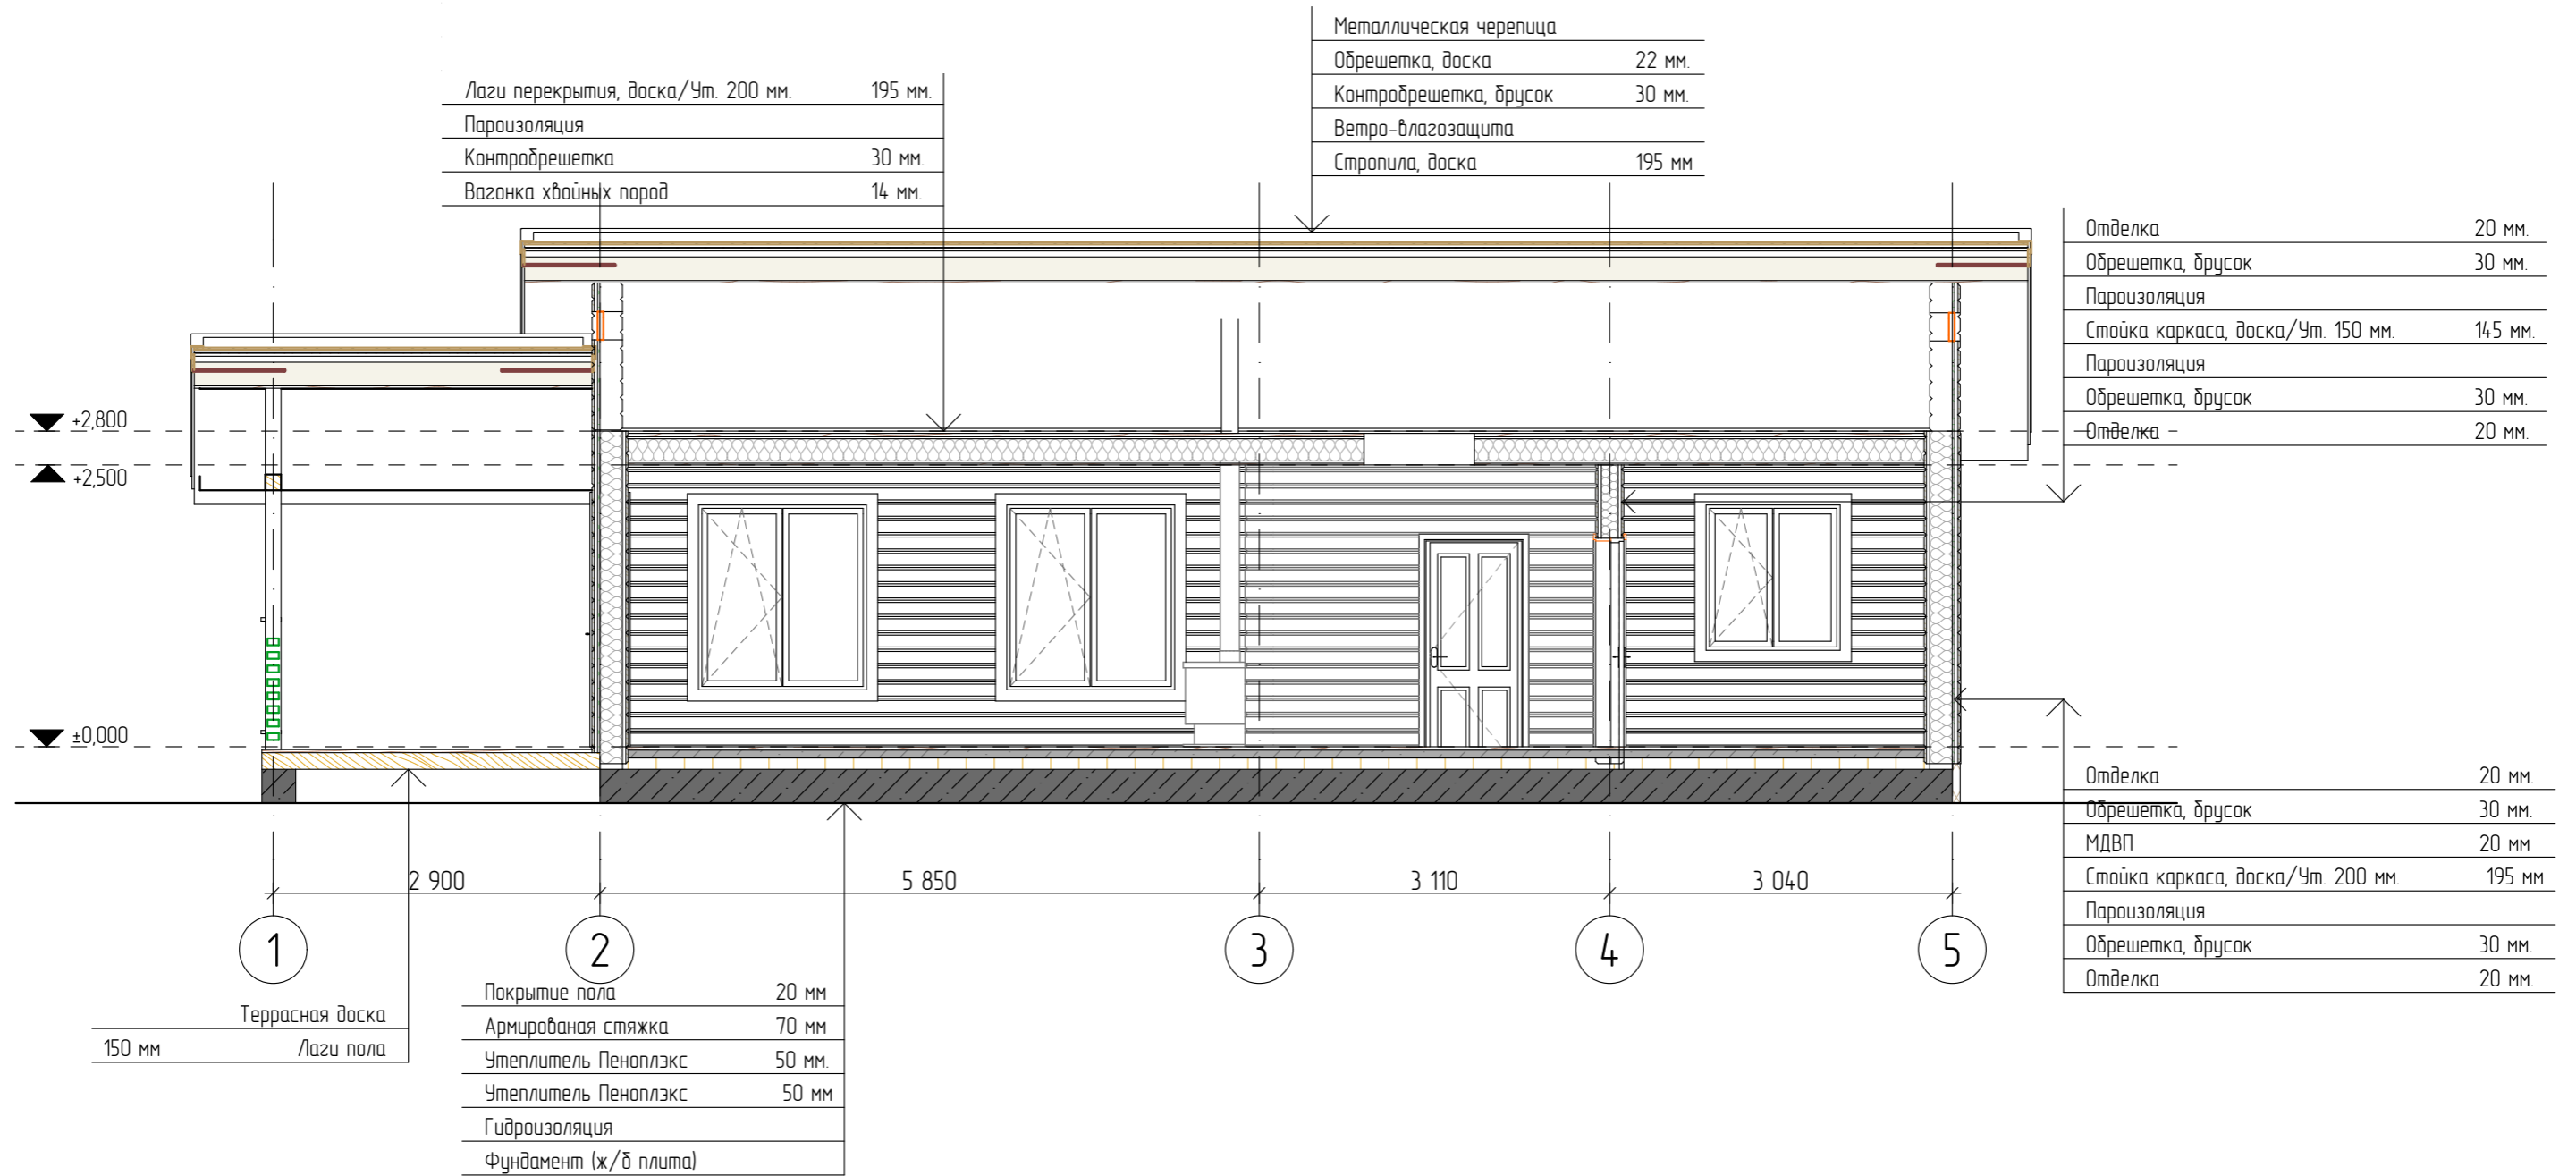 Металлическая черепица
Обрешетка, доска 22 мм.
Контробрешетка, брусок 30 мм.
Ветро-влагозащита
Стропила, доска 195 мм
Лаги перекрытия, доска/Ут. 200 мм. 195 мм.
Пароизоляция
Контробрешетка 30 мм.
Вагонка хвойных пород 14 мм.
Отделка 20 мм.
Обрешетка, брусок 30 мм.
Пароизоляция
Стойка каркаса, доска/Ут. 150 мм. 145 мм.
Пароизоляция
Обрешетка, брусок 30 мм.
Отделка 20 мм.
+2,800
+2,500
±0,000
Отделка 20 мм.
Обрешетка, брусок 30 мм.
МДВП 20 мм
Стойка каркаса, доска/Ут. 200 мм. 195 мм
Пароизоляция
Обрешетка, брусок 30 мм.
Отделка 20 мм.
2 900 5 850 3 110 3 040
1 2 3 4 5
Террасная доска
150 мм Лаги пола
Покрытие пола 20 мм
Армированая стяжка 70 мм
Утеплитель Пеноплэкс 50 мм.
Утеплитель Пеноплэкс 50 мм
Гидроизоляция
Фундамент (ж/б плита)